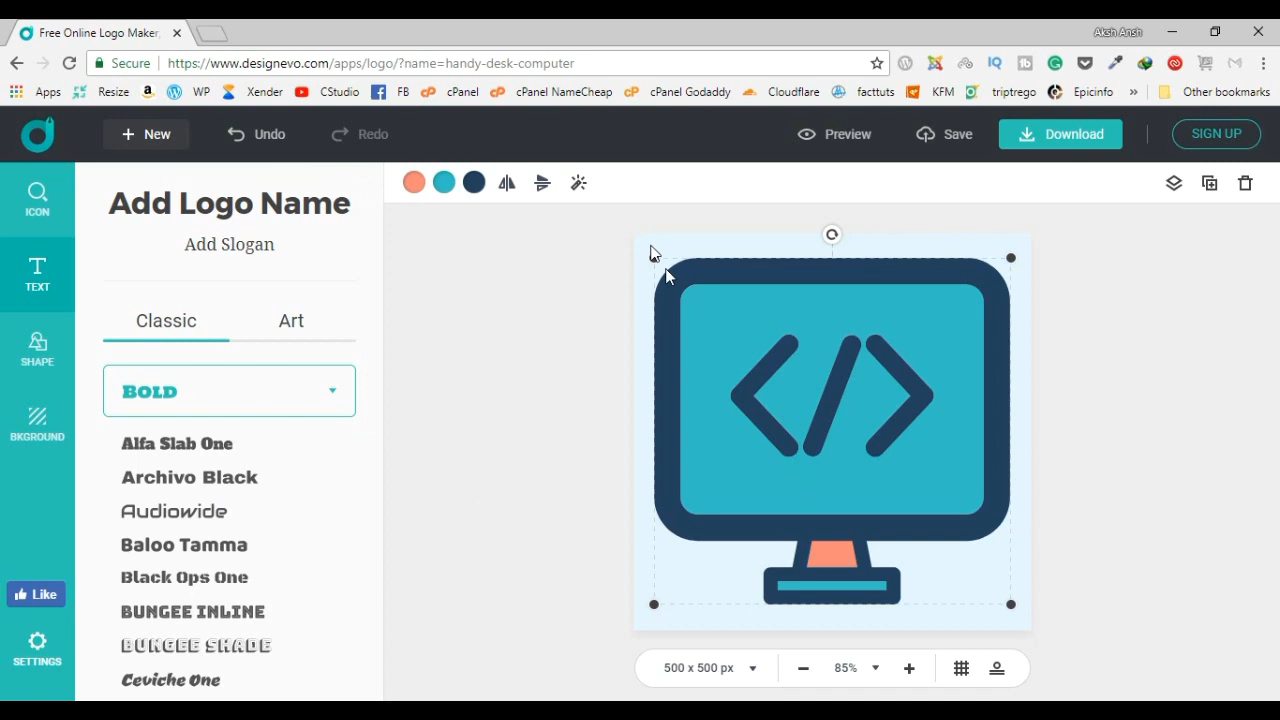 Free Online Logo Maker,
Aksh Ansh
Secure
https://www.designevo.com/apps/logo/?name=handy-desk-computer
Apps Resize WP Xender CStudio FB cPanel cPanel NameCheap cPanel Godaddy Cloudflare factuts KFM triptrego Epicinfo » Other bookmarks
New Undo Redo Preview Save Download SIGN UP
ICON
TEXT
SHAPE
BKGROUND
Like
SETTINGS
Add Logo Name
Add Slogan
Classic Art
BOLD
Alfa Slab One
Archivo Black
Audiowide
Baloo Tamma
Black Ops One
BUNGEE INLINE
BUNGEE SHADE
Ceviche One
</>
500 x 500 px 85%